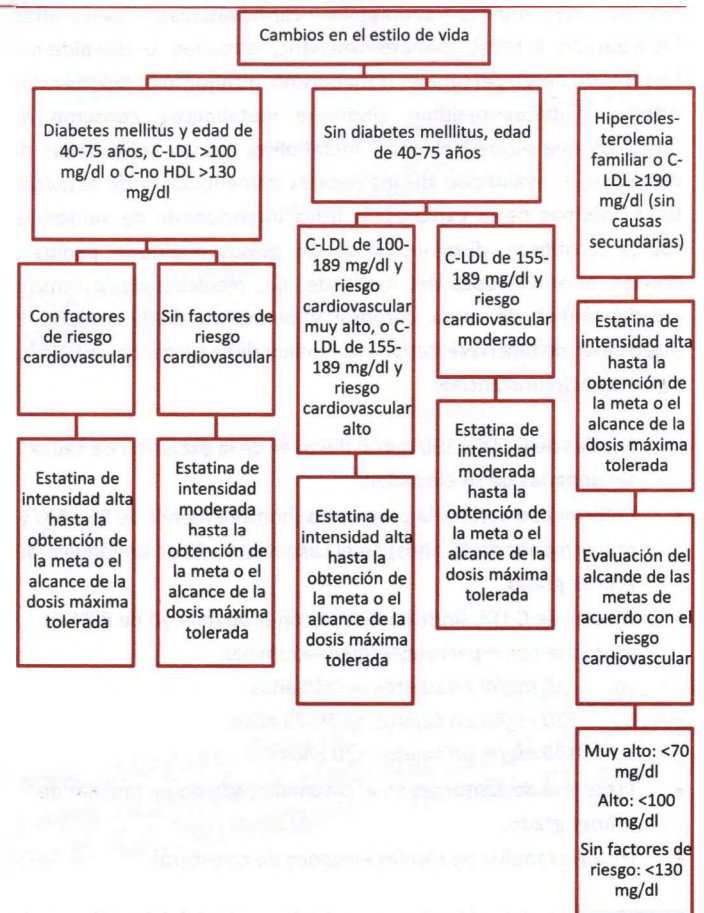 Cambios en el estilo de vida
Diabetes mellitus y edad de
40-75 años, C-LDL >100
mg/dl o C-no HDL >130
mg/dl
Con factores
de riesgo
cardiovascular
Estatina de
intensidad alta
hasta la
obtención de
la meta o el
alcance de la
dosis máxima
tolerada
Sin factores de
riesgo
cardiovascular
Estatina de
intensidad
moderada
hasta la
obtención de
la meta o el
alcance de la
dosis máxima
tolerada
Sin diabetes melllitus, edad
de 40-75 años
C-LDL de 100-
189 mg/dl y
riesgo
cardiovascular
muy alto, o C-
LDL de 155-
189 mg/dl y
riesgo
cardiovascular
alto
Estatina de
intensidad alta
hasta la
obtención de
la meta o el
alcance de la
dosis máxima
tolerada
C-LDL de 155-
189 mg/dl y
riesgo
cardiovascular
moderado
Estatina de
intensidad
moderada
hasta la
obtención de
la meta o el
alcance de la
dosis máxima
tolerada
Hipercoles-
terolemia
familiar o C-
LDL ≥190
mg/dl (sin
causas
secundarias)
Estatina de
intensidad alta
hasta la
obtención de
la meta o el
alcance de la
dosis máxima
tolerada
Evaluación del
alcande de las
metas de
acuerdo con el
riesgo
cardiovascular
Muy alto: <70
mg/dl
Alto: <100
mg/dl
Sin factores de
riesgo: <130
mg/dl